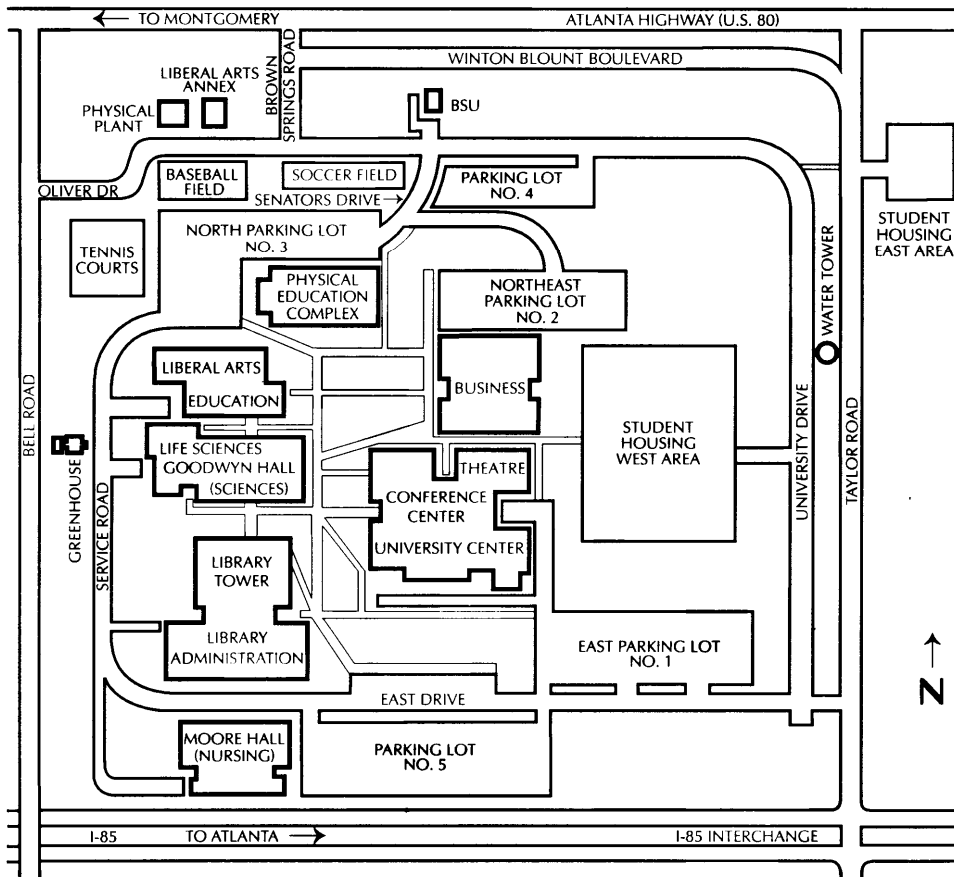 ← TO MONTGOMERY
ATLANTA HIGHWAY (U.S. 80)
WINTON BLOUNT BOULEVARD
BROWN
SPRINGS ROAD
LIBERAL ARTS
ANNEX
PHYSICAL
PLANT
BSU
OLIVER DR
BASEBALL
FIELD
SOCCER FIELD
SENATORS DRIVE→
PARKING LOT
NO. 4
STUDENT
HOUSING
EAST AREA
TENNIS
COURTS
NORTH PARKING LOT
NO. 3
PHYSICAL
EDUCATION
COMPLEX
NORTHEAST
PARKING LOT
NO. 2
WATER TOWER
LIBERAL ARTS
EDUCATION
BUSINESS
BELL ROAD
STUDENT
HOUSING
WEST AREA
UNIVERSITY DRIVE
TAYLOR ROAD
GREENHOUSE
SERVICE ROAD
LIFE SCIENCES
GOODWYN HALL
(SCIENCES)
THEATRE
CONFERENCE
CENTER
UNIVERSITY CENTER
LIBRARY
TOWER
LIBRARY
ADMINISTRATION
EAST PARKING LOT
NO. 1
N →
EAST DRIVE
MOORE HALL
(NURSING)
PARKING LOT
NO. 5
I-85
TO ATLANTA →
I-85 INTERCHANGE